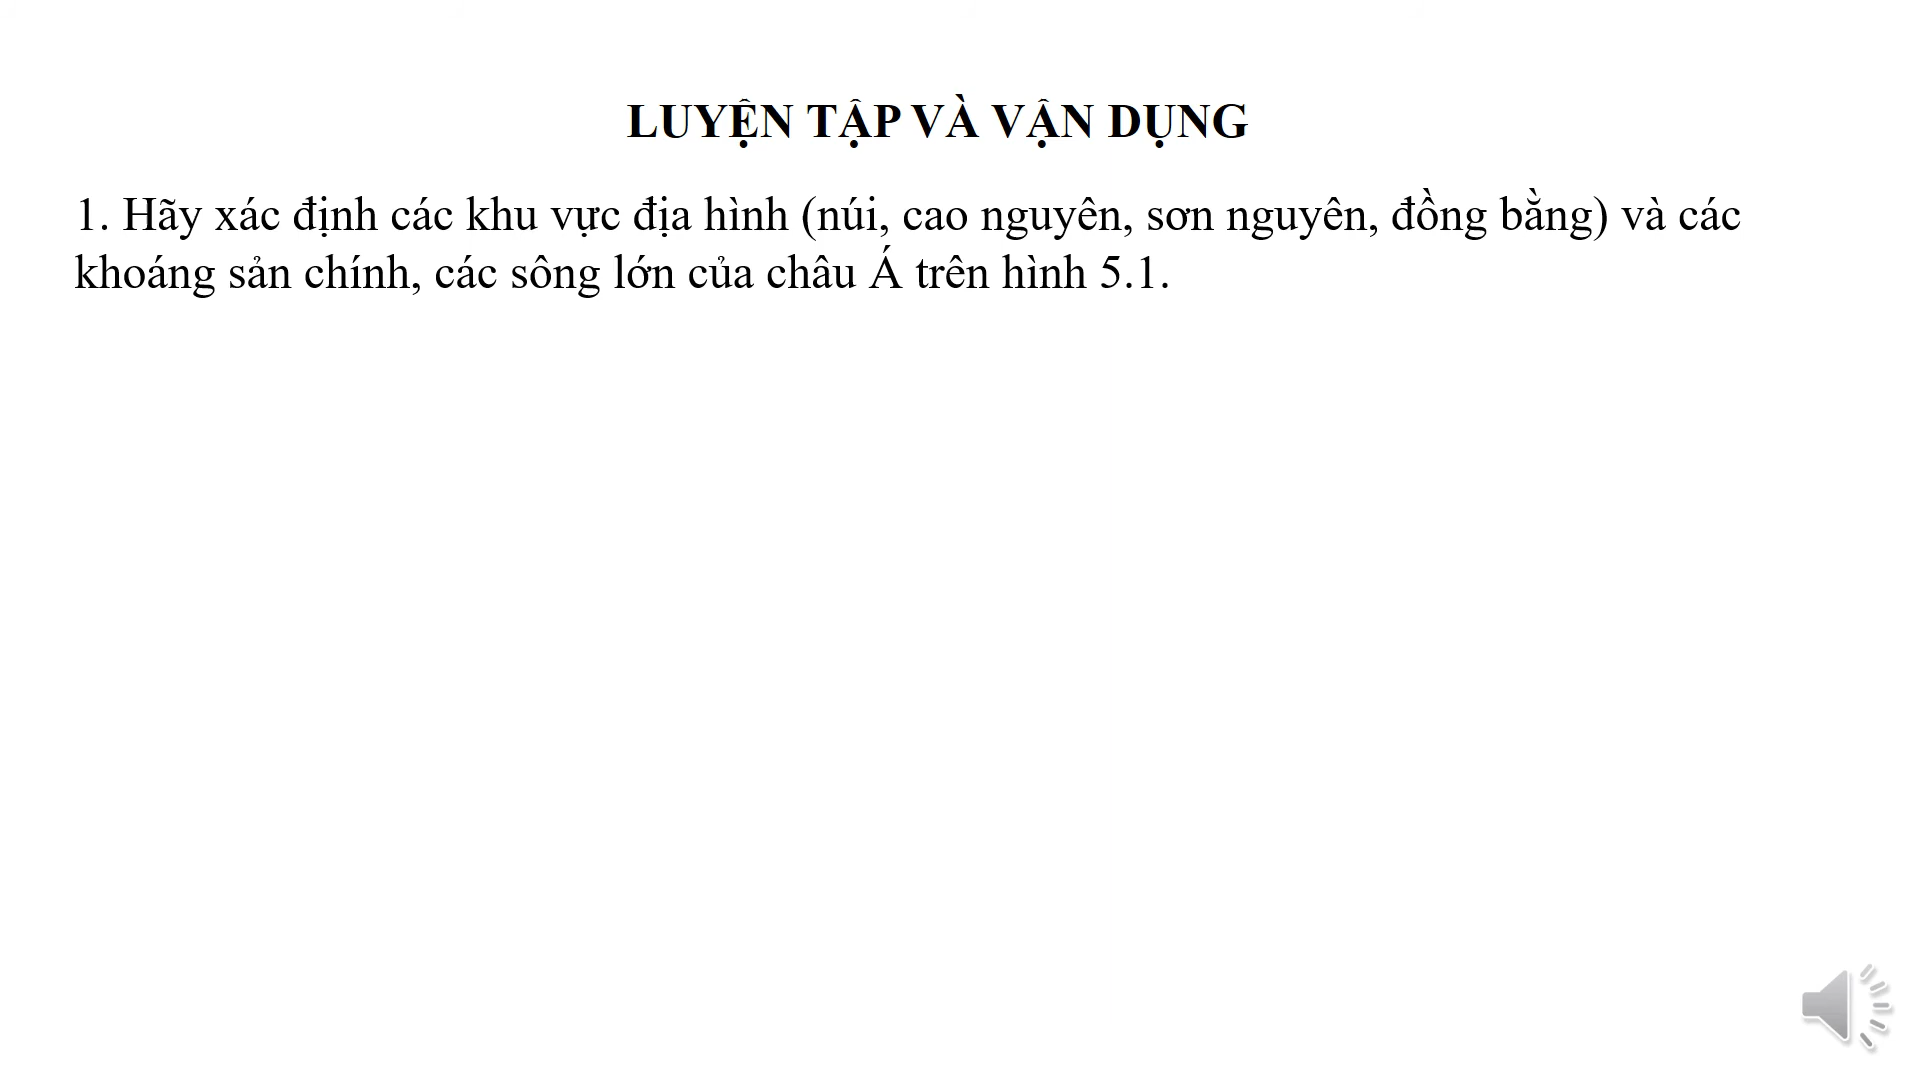 LUYỆN TẬP VÀ VẬN DỤNG
1. Hãy xác định các khu vực địa hình (núi, cao nguyên, sơn nguyên, đồng bằng) và các
khoáng sản chính, các sông lớn của châu Á trên hình 5.1.